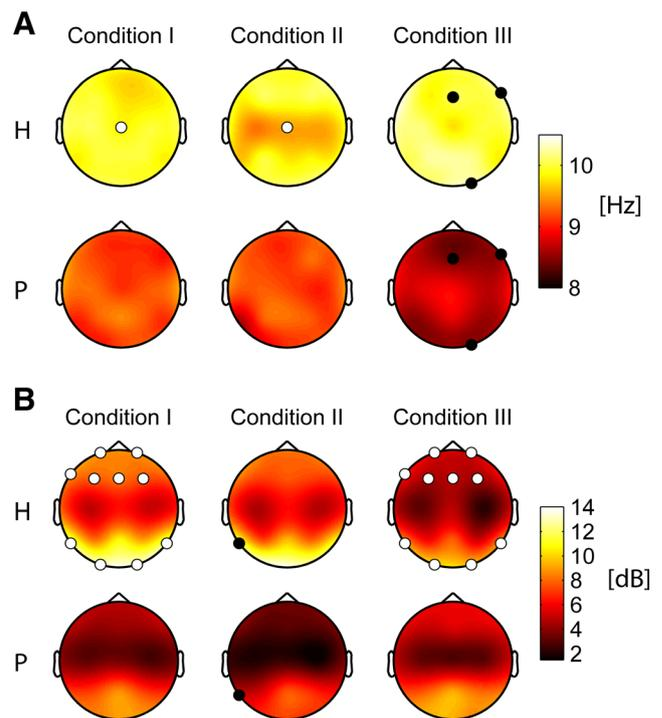 A
Condition I Condition II Condition III
H
10
[Hz]
9
P
8
B
Condition I Condition II Condition III
H
14
12
10
8
[dB]
6
4
P
2